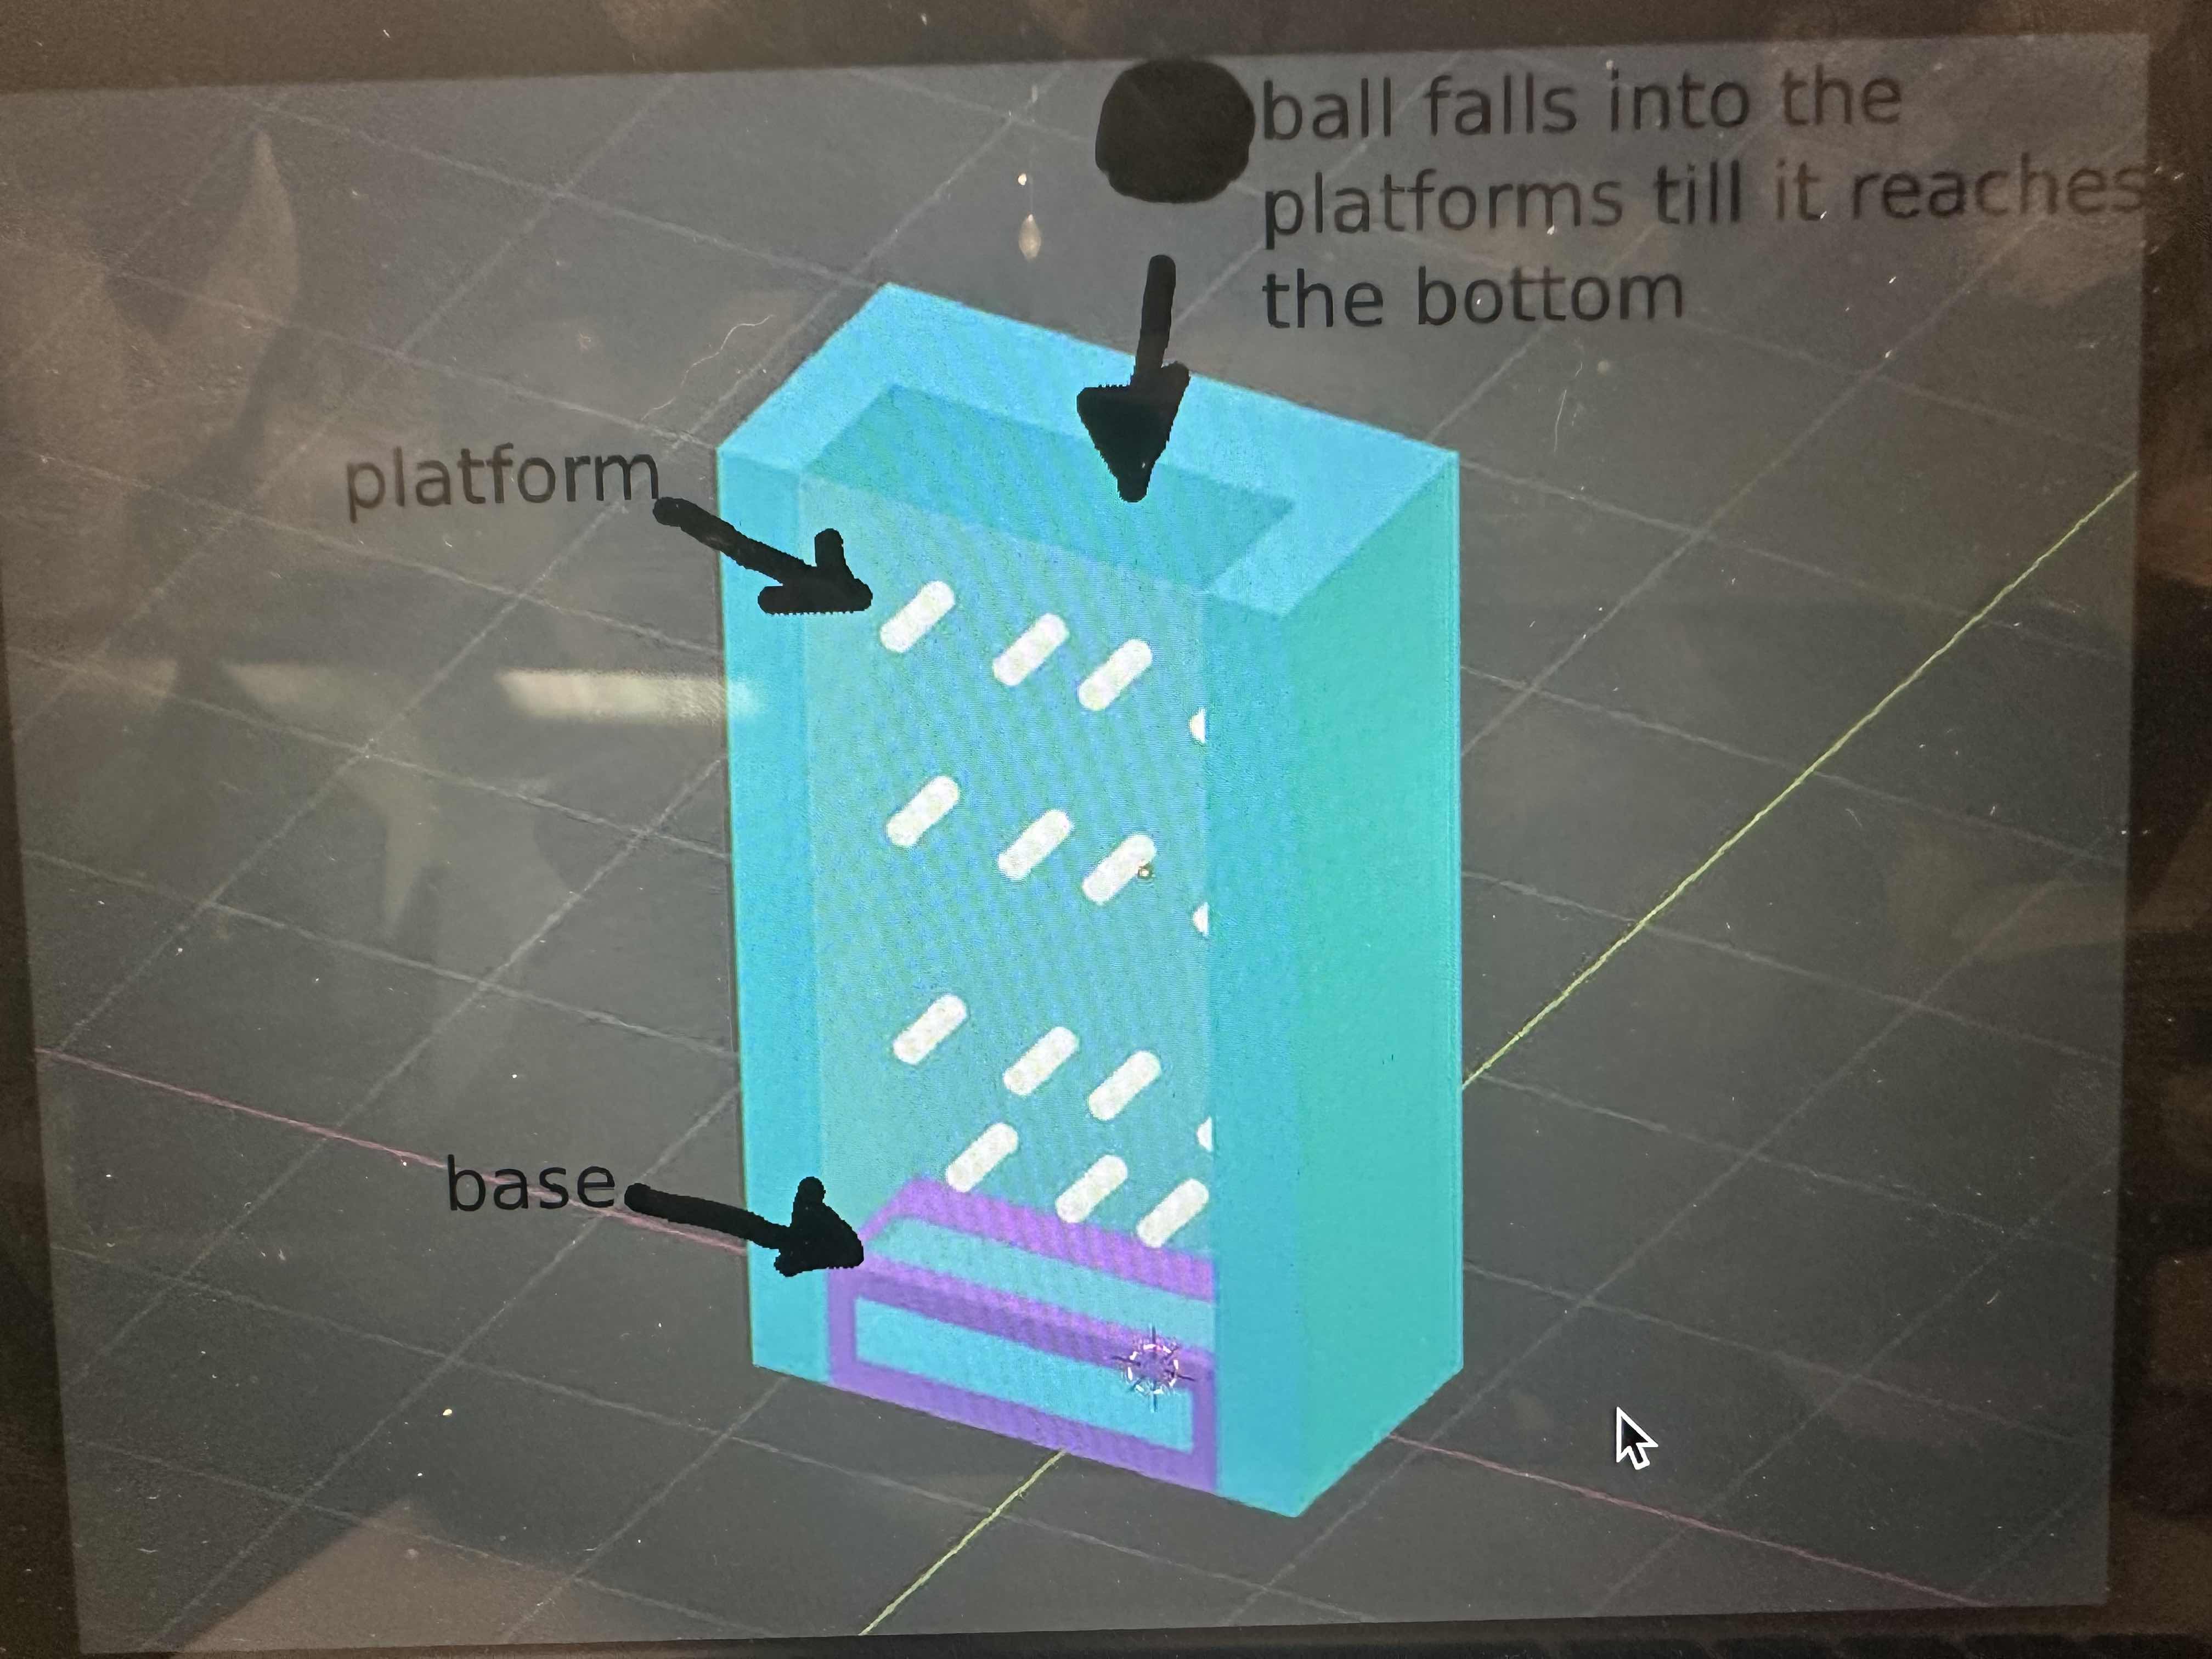 ball falls into the
platforms till it reaches
the bottom
platform
base